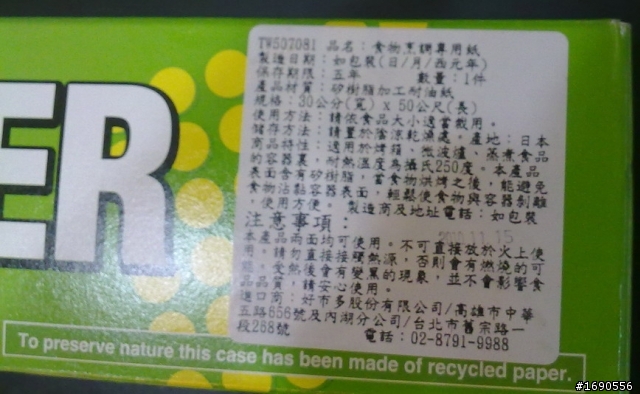 ER
TW507081 品名：食物烹調專用紙
製造日期：如包裝(日/月/西元年)
保存期限：五年 數量：1件
產品材質：矽樹脂加工耐油紙
規格：30公分(寬) x 50公尺(長)
使用方法：請依食品大小適當裁用。
儲存方法：請置於陰涼乾燥處。產地：日本
商品特性：適用於烤箱、微波爐、蒸煮食品
的容器裏，耐熱溫度為攝氏250度。本產品
表面含有矽樹脂，當食物烘烤之後，能避免
食物沾黏容器表面，輕鬆使食物與容器剝離
，使用方便。 製造商及地址電話：如包裝
注意事項：
11.15
本產品兩面均可使用。不可直接放於火上使
用。請勿直接接觸熱源，否則會有燃燒的可
能。受熱後會有變黑的現象，並不會影響食
品品質，請安心使用。
進口商：好市多股份有限公司/高雄市中華
五路656號及內湖分公司/台北市舊宗路一
段268號 電話：02-8791-9988
To preserve nature this case has been made of recycled paper.
#1690556